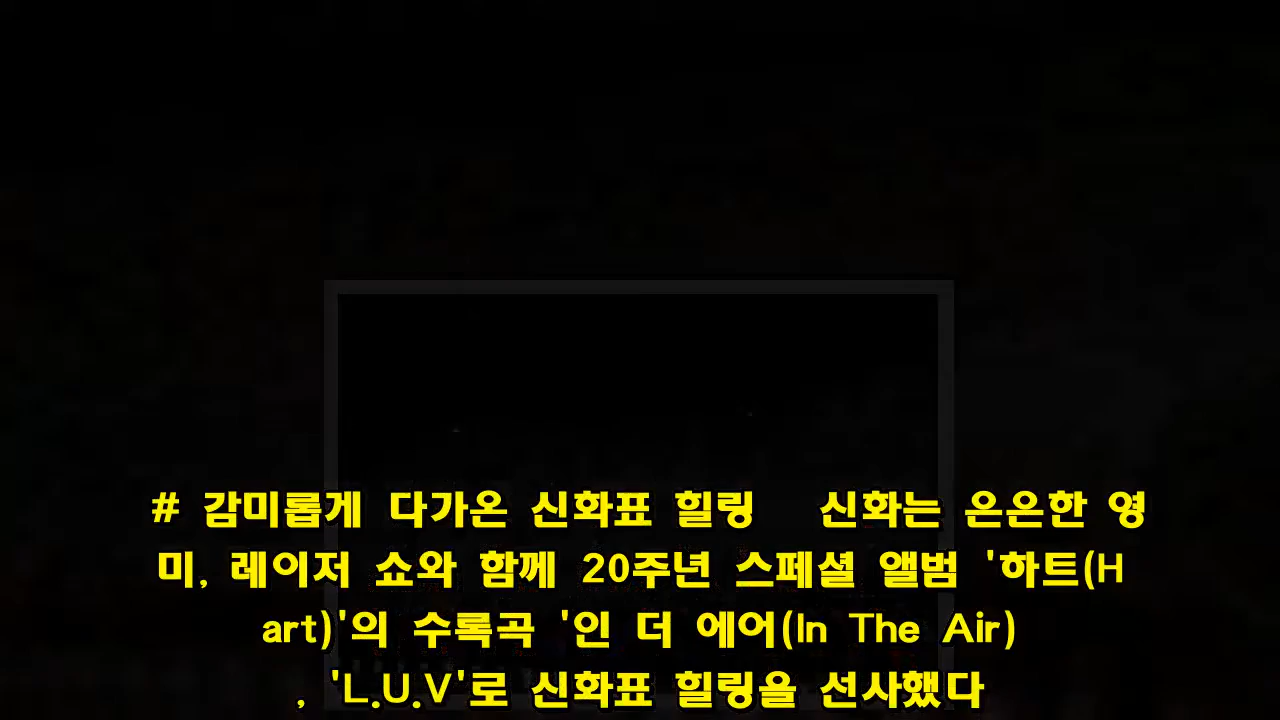 # 감미롭게 다가온 신화표 힐링 신화는 은은한 영
미, 레이저 쇼와 함께 20주년 스페셜 앨범 '하트(H
art)'의 수록곡 '인 더 에어(In The Air)
, 'L.U.V'로 신화표 힐링을 선사했다